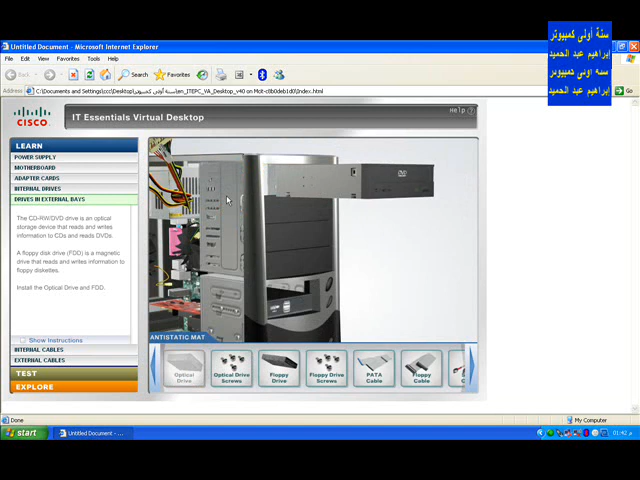 سنة أولى كمبيوتر
إبراهيم عبد الحميد
سنة أولى كمبيوتر
إبراهيم عبد الحميد
Untitled Document - Microsoft Internet Explorer
File Edit View Favorites Tools Help
Back Search Favorites
Address C:\Documents and Settings\ Go
CISCO
IT Essentials Virtual Desktop
Help ?
LEARN
POWER SUPPLY
MOTHERBOARD
ADAPTER CARDS
INTERNAL DRIVES
DRIVES IN EXTERNAL BAYS
The CD-RW/DVD drive is an optical
storage device that reads and writes
information to CDs and reads DVDs.
A floppy disk drive (FDD) is a magnetic
drive that reads and writes information to
floppy diskettes.
Install the Optical Drive and FDD.
Show Instructions
INTERNAL CABLES
EXTERNAL CABLES
TEST
EXPLORE
DVD
ANTISTATIC MAT
Optical Drive
Optical Drive Screws
Floppy Drive
Floppy Drive Screws
PATA Cable
Floppy Cable
Done
My Computer
start
Untitled Document - ...
01:42 م